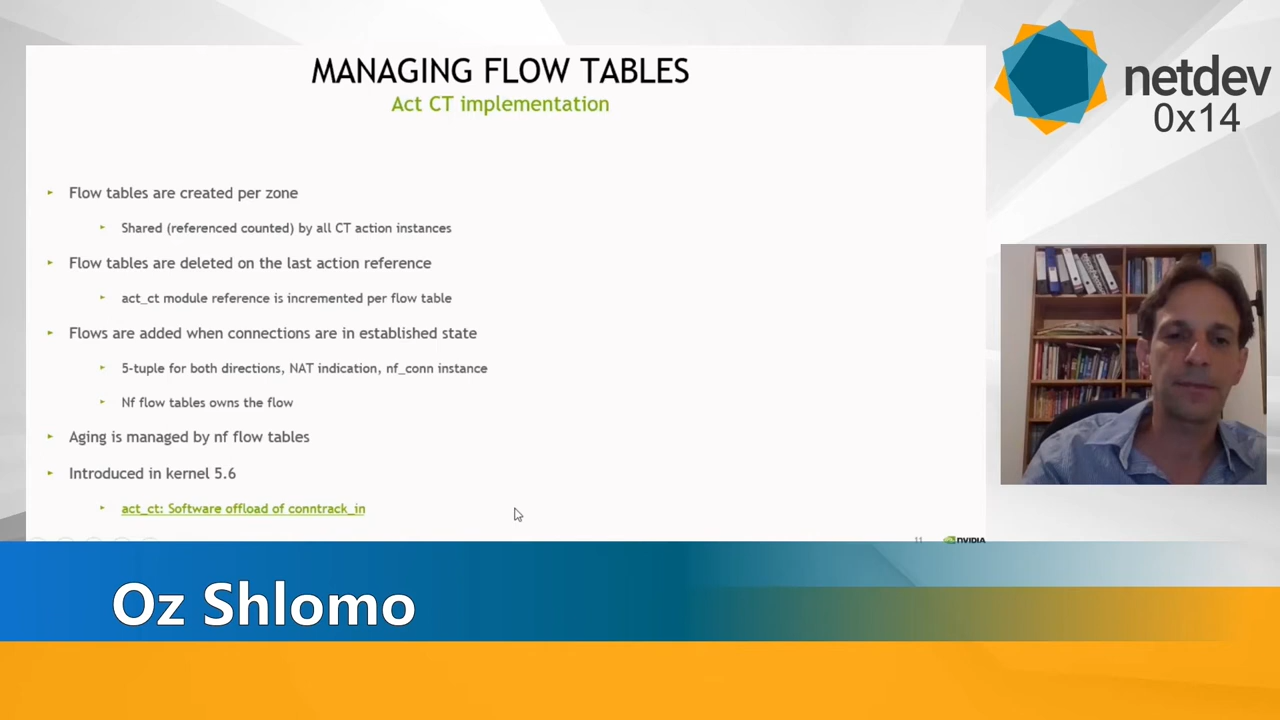 MANAGING FLOW TABLES
Act CT implementation
Flow tables are created per zone
Shared (referenced counted) by all CT action instances
Flow tables are deleted on the last action reference
act_ct module reference is incremented per flow table
Flows are added when connections are in established state
5-tuple for both directions, NAT indication, nf_conn instance
Nf flow tables owns the flow
Aging is managed by nf flow tables
Introduced in kernel 5.6
act_ct: Software offload of conntrack_in
11
NVIDIA
netdev
0x14
Oz Shlomo